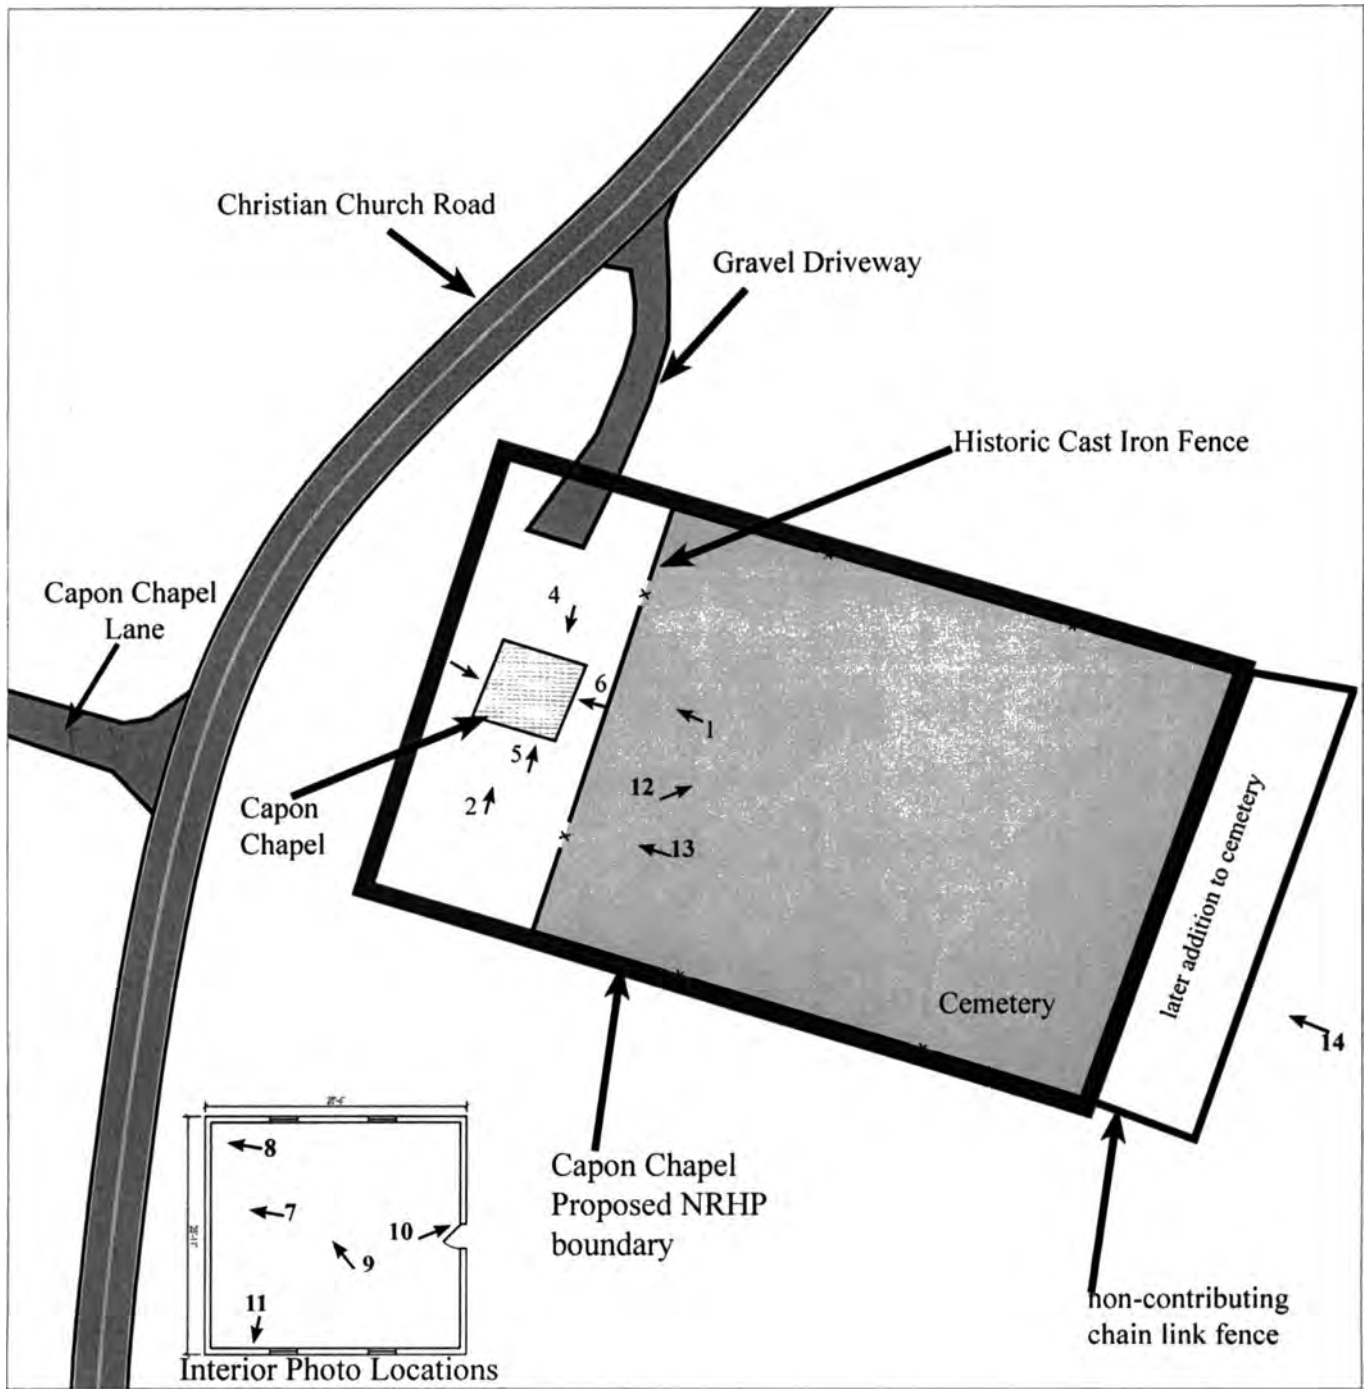 Christian Church Road
Gravel Driveway
Historic Cast Iron Fence
Capon Chapel
Lane
4
6
1
5
12
2
Capon
Chapel
13
later addition to cemetery
Cemetery
14
8
7
10
9
11
Interior Photo Locations
Capon Chapel
Proposed NRHP
boundary
non-contributing
chain link fence